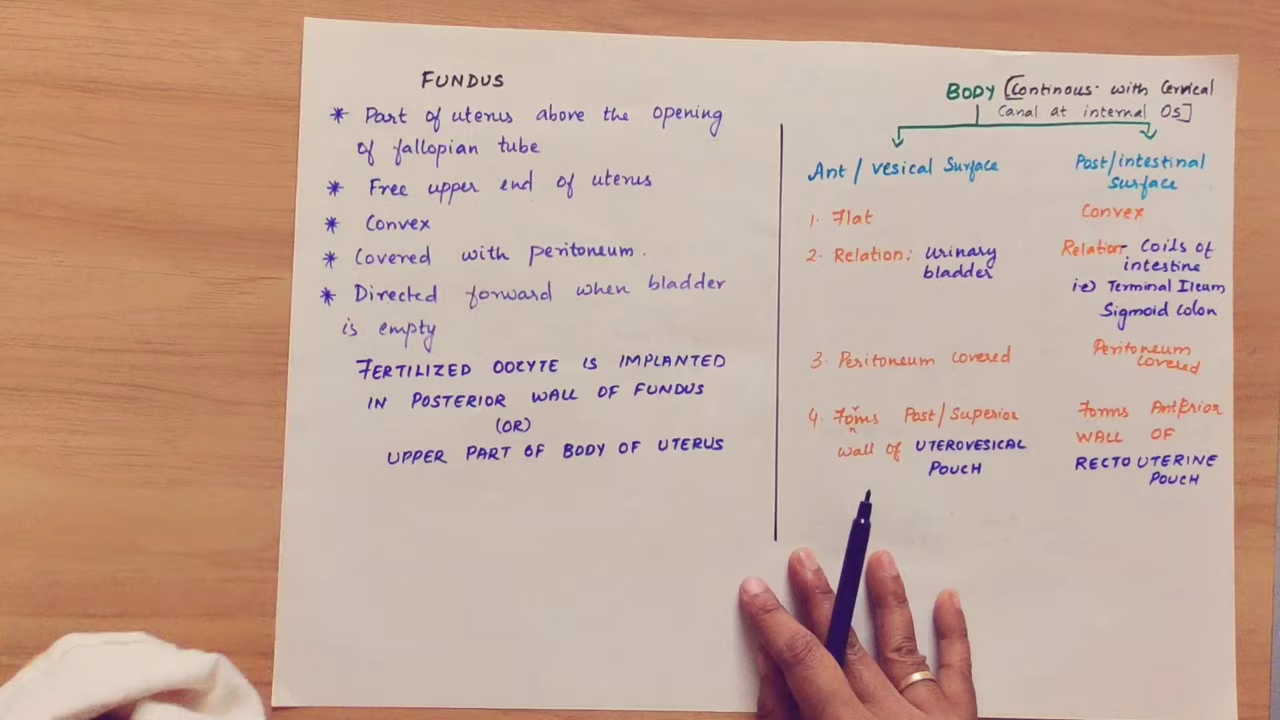 FUNDUS
* Part of uterus above the opening
of fallopian tube
* Free upper end of uterus
* Convex
* Covered with peritoneum.
* Directed forward when bladder
is empty
FERTILIZED OOZYTE IS IMPLANTED
IN POSTERIOR WALL OF FUNDUS
(OR)
UPPER PART OF BODY OF UTERUS
BODY [Continous with Cervical
Canal at internal Os]
Ant / vesical Surface
1. Flat
2. Relation: urinary
bladder
3. Peritoneum covered
4. Forms Post/Superior
wall of UTEROVESICAL
POUCH
Post/intestinal
Surface
Convex
Relation- Coils of
intestine
ie) Terminal Ileum
Sigmoid colon
Peritoneum
covered
Forms Anterior
WALL OF
RECTO UTERINE
POUCH